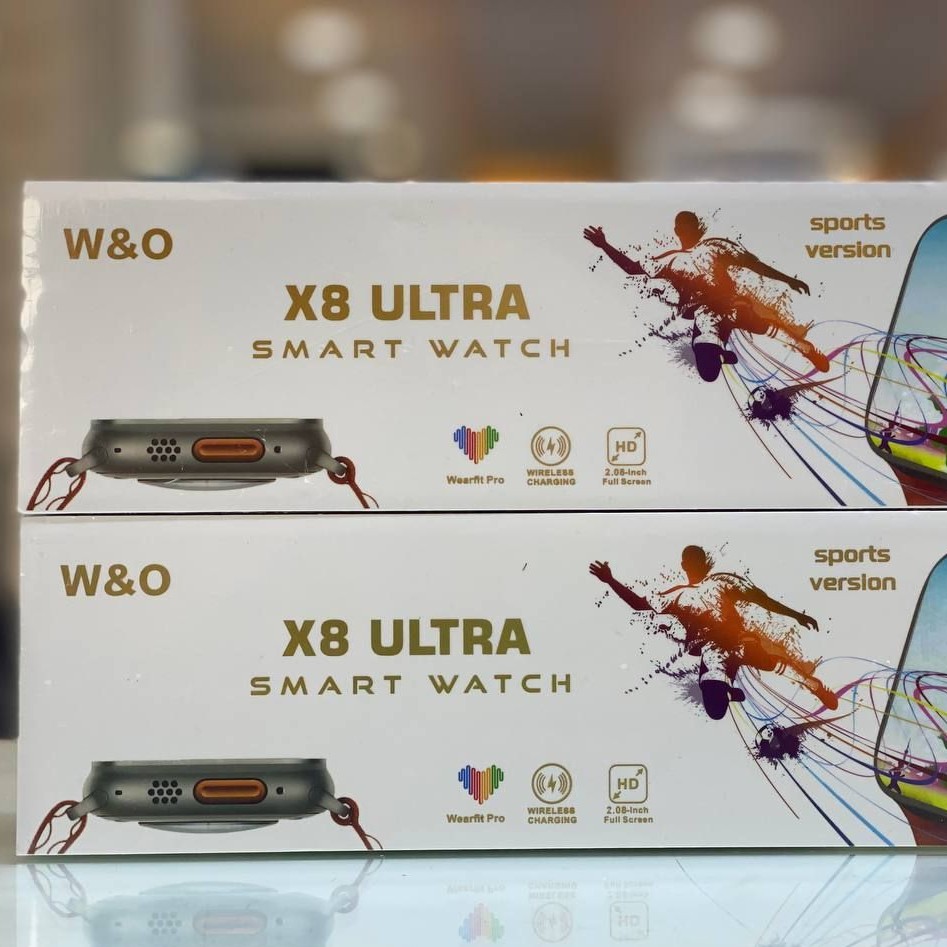 W&O
sports
version
X8 ULTRA
SMART WATCH
Wearfit Pro
WIRELESS
CHARGING
HD
2.08-inch
Full Screen
W&O
sports
version
X8 ULTRA
SMART WATCH
Wearfit Pro
WIRELESS
CHARGING
HD
2.08-inch
Full Screen